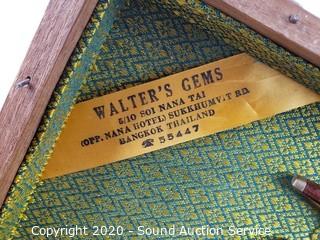 WALTER'S GEMS
5/10 SOI NANA TAI
(OPP. NANA HOTEL) SUKKHUMVIT RD.
BANGKOK THAILAND
☎ 55447
Copyright 2020 - Sound Auction Service